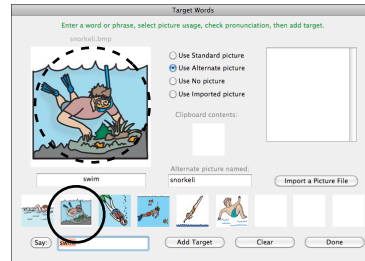 Target Words
Enter a word or phrase, select picture usage, check pronunciation, then add target.
snorkeli.bmp
Use Standard picture
Use Alternate picture
Use No picture
Use Imported picture
Clipboard contents:
Alternate picture named:
swim
snorkeli
Import a Picture File
Say:
swim
Add Target
Clear
Done